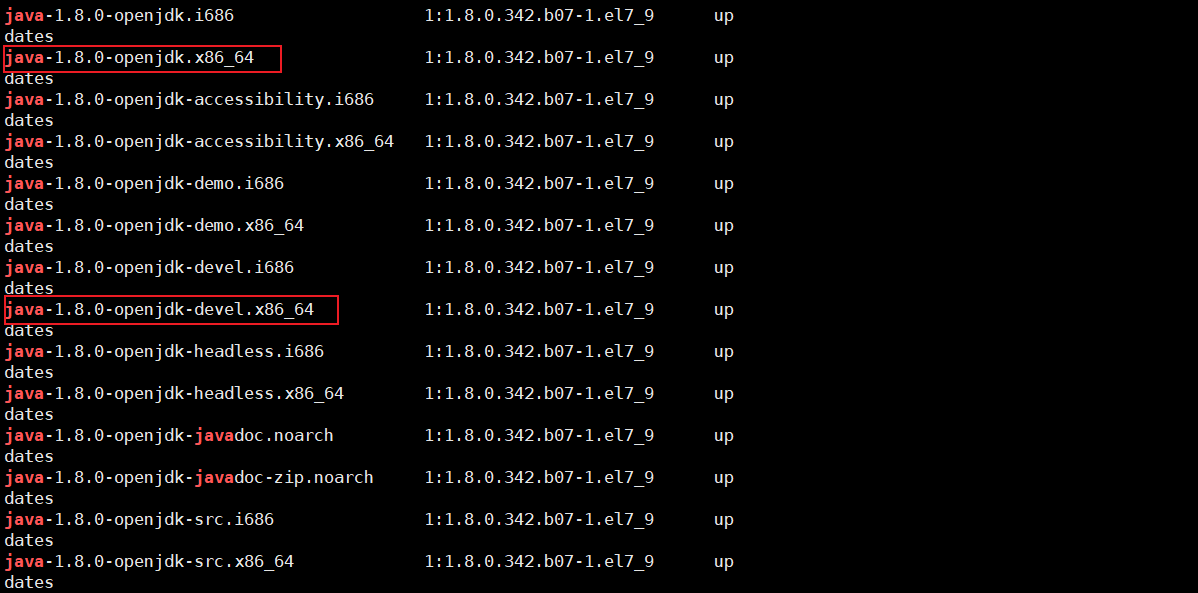 java-1.8.0-openjdk.i686                   1:1.8.0.342.b07-1.el7_9      up
dates
java-1.8.0-openjdk.x86_64                 1:1.8.0.342.b07-1.el7_9      up
dates
java-1.8.0-openjdk-accessibility.i686     1:1.8.0.342.b07-1.el7_9      up
dates
java-1.8.0-openjdk-accessibility.x86_64   1:1.8.0.342.b07-1.el7_9      up
dates
java-1.8.0-openjdk-demo.i686              1:1.8.0.342.b07-1.el7_9      up
dates
java-1.8.0-openjdk-demo.x86_64            1:1.8.0.342.b07-1.el7_9      up
dates
java-1.8.0-openjdk-devel.i686             1:1.8.0.342.b07-1.el7_9      up
dates
java-1.8.0-openjdk-devel.x86_64           1:1.8.0.342.b07-1.el7_9      up
dates
java-1.8.0-openjdk-headless.i686          1:1.8.0.342.b07-1.el7_9      up
dates
java-1.8.0-openjdk-headless.x86_64        1:1.8.0.342.b07-1.el7_9      up
dates
java-1.8.0-openjdk-javadoc.noarch         1:1.8.0.342.b07-1.el7_9      up
dates
java-1.8.0-openjdk-javadoc-zip.noarch     1:1.8.0.342.b07-1.el7_9      up
dates
java-1.8.0-openjdk-src.i686               1:1.8.0.342.b07-1.el7_9      up
dates
java-1.8.0-openjdk-src.x86_64             1:1.8.0.342.b07-1.el7_9      up
dates